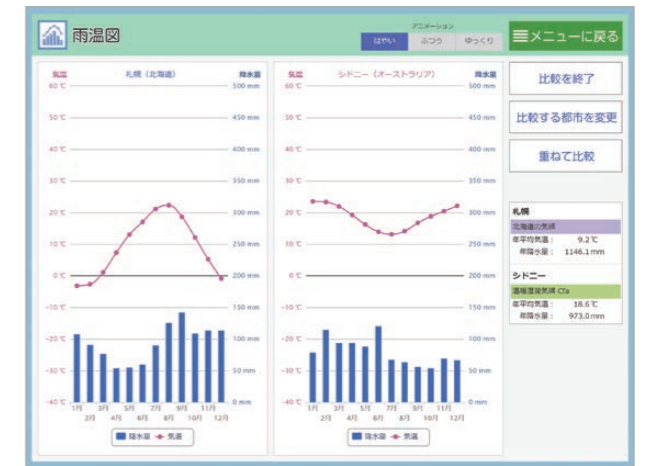 雨温図
アニメーション
はやい ふつう ゆっくり
メニューに戻る
気温 札幌（北海道） 降水量
60℃ 500 mm
50℃ 450 mm
40℃ 400 mm
30℃ 350 mm
20℃ 300 mm
10℃ 250 mm
0℃ 200 mm
-10℃ 150 mm
-20℃ 100 mm
-30℃ 50 mm
-40℃ 0 mm
1月 3月 5月 7月 9月 11月
2月 4月 6月 8月 10月 12月
降水量 気温
気温 シドニー（オーストラリア） 降水量
60℃ 500 mm
50℃ 450 mm
40℃ 400 mm
30℃ 350 mm
20℃ 300 mm
10℃ 250 mm
0℃ 200 mm
-10℃ 150 mm
-20℃ 100 mm
-30℃ 50 mm
-40℃ 0 mm
1月 3月 5月 7月 9月 11月
2月 4月 6月 8月 10月 12月
降水量 気温
比較を終了
比較する都市を変更
重ねて比較
札幌
北海道の気候
年平均気温： 9.2℃
年降水量： 1146.1mm
シドニー
温暖湿潤気候 Cfa
年平均気温： 18.6℃
年降水量： 973.0mm